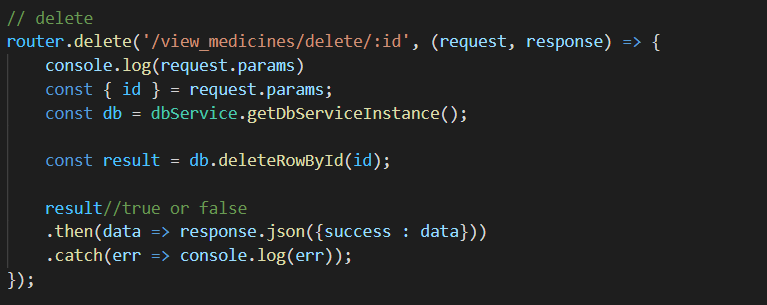 // delete
router.delete('/view_medicines/delete/:id', (request, response) => {
    console.log(request.params)
    const { id } = request.params;
    const db = dbService.getDbServiceInstance();

    const result = db.deleteRowById(id);

    result//true or false
    .then(data => response.json({success : data}))
    .catch(err => console.log(err));
});